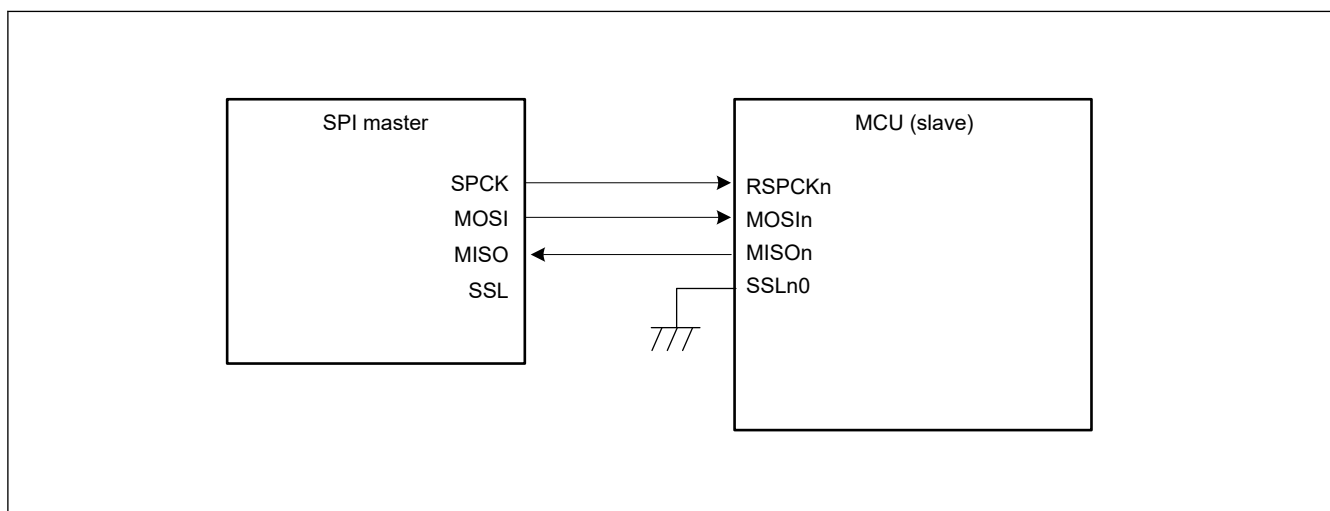 SPI master
SPCK
MOSI
MISO
SSL
MCU (slave)
RSPCKn
MOSIn
MISOn
SSLn0